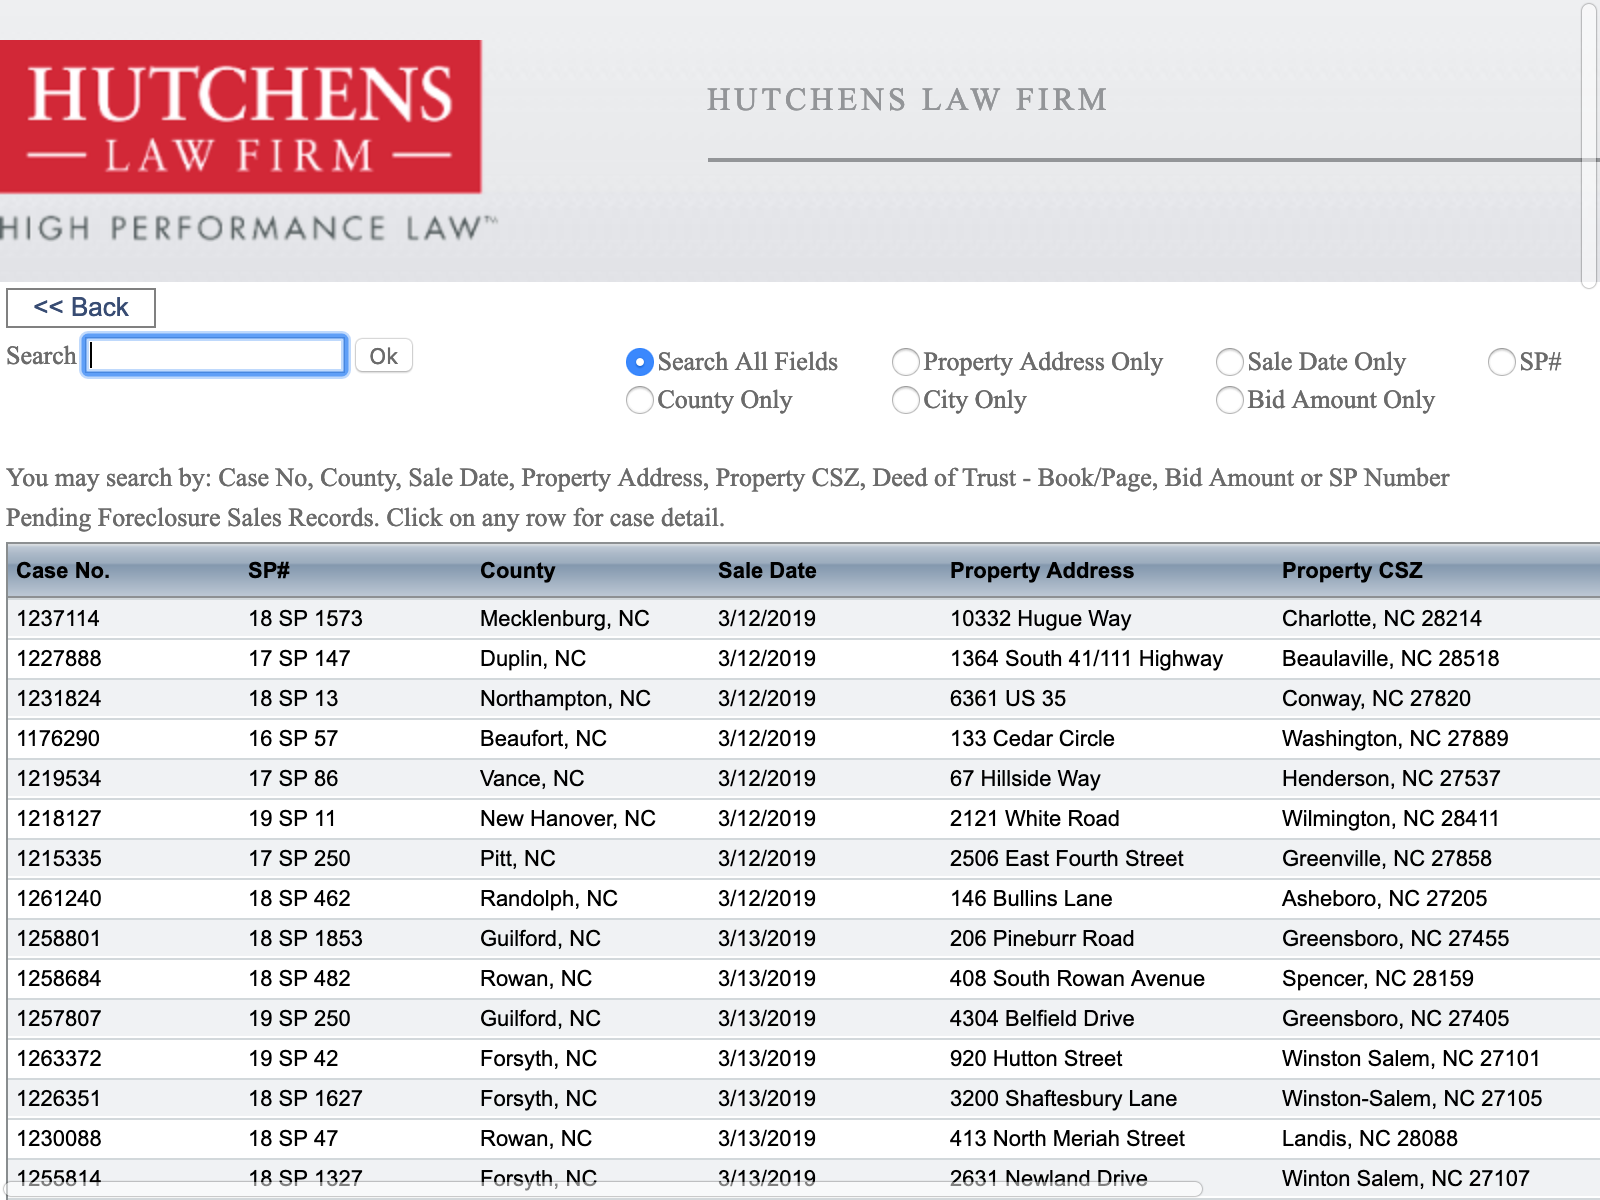 HUTCHENS
LAW FIRM
HIGH PERFORMANCE LAW™
HUTCHENS LAW FIRM
<< Back
Search Ok
Search All Fields Property Address Only Sale Date Only SP#
County Only City Only Bid Amount Only
You may search by: Case No, County, Sale Date, Property Address, Property CSZ, Deed of Trust - Book/Page, Bid Amount or SP Number
Pending Foreclosure Sales Records. Click on any row for case detail.
Case No. SP# County Sale Date Property Address Property CSZ
1237114 18 SP 1573 Mecklenburg, NC 3/12/2019 10332 Hugue Way Charlotte, NC 28214
1227888 17 SP 147 Duplin, NC 3/12/2019 1364 South 41/111 Highway Beaulaville, NC 28518
1231824 18 SP 13 Northampton, NC 3/12/2019 6361 US 35 Conway, NC 27820
1176290 16 SP 57 Beaufort, NC 3/12/2019 133 Cedar Circle Washington, NC 27889
1219534 17 SP 86 Vance, NC 3/12/2019 67 Hillside Way Henderson, NC 27537
1218127 19 SP 11 New Hanover, NC 3/12/2019 2121 White Road Wilmington, NC 28411
1215335 17 SP 250 Pitt, NC 3/12/2019 2506 East Fourth Street Greenville, NC 27858
1261240 18 SP 462 Randolph, NC 3/12/2019 146 Bullins Lane Asheboro, NC 27205
1258801 18 SP 1853 Guilford, NC 3/13/2019 206 Pineburr Road Greensboro, NC 27455
1258684 18 SP 482 Rowan, NC 3/13/2019 408 South Rowan Avenue Spencer, NC 28159
1257807 19 SP 250 Guilford, NC 3/13/2019 4304 Belfield Drive Greensboro, NC 27405
1263372 19 SP 42 Forsyth, NC 3/13/2019 920 Hutton Street Winston Salem, NC 27101
1226351 18 SP 1627 Forsyth, NC 3/13/2019 3200 Shaftesbury Lane Winston-Salem, NC 27105
1230088 18 SP 47 Rowan, NC 3/13/2019 413 North Meriah Street Landis, NC 28088
1255814 18 SP 1327 Forsyth, NC 3/13/2019 2631 Newland Drive Winton Salem, NC 27107